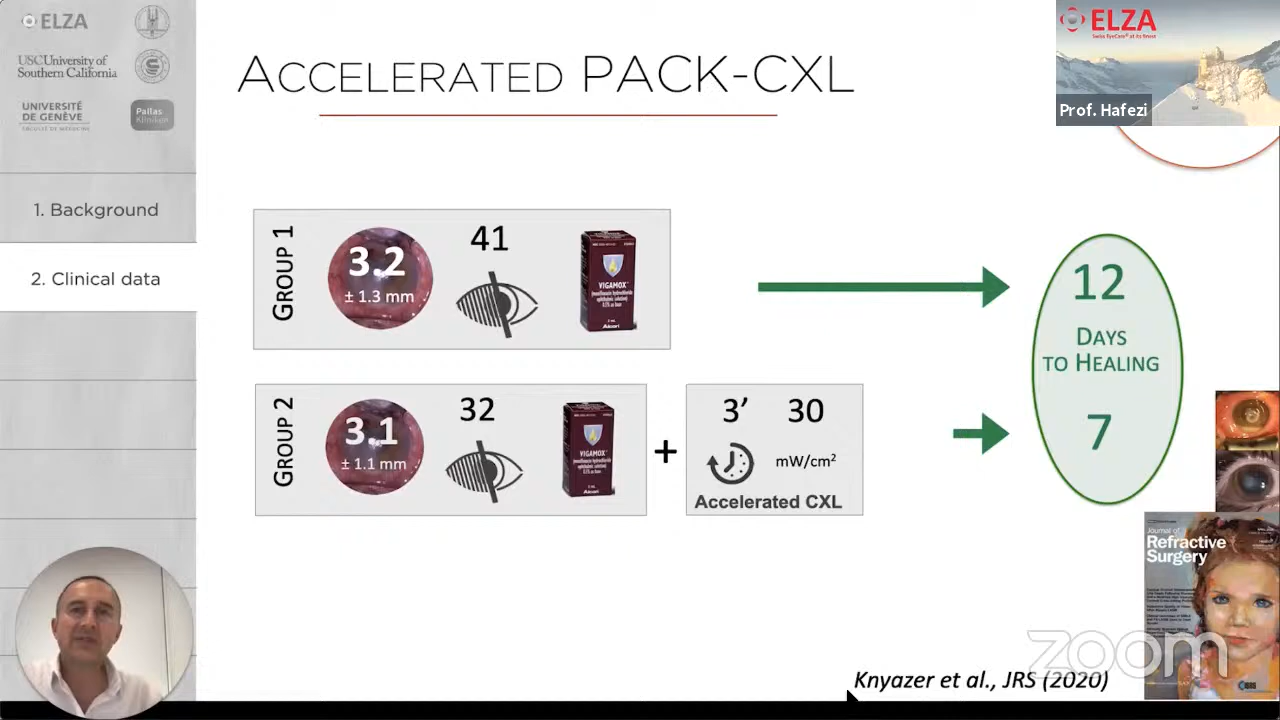 ELZA
USC University of
Southern California
UNIVERSITÉ
DE GENÈVE
FACULTÉ DE MÉDECINE
Pallas
Kliniken
1. Background
2. Clinical data
ACCELERATED PACK-CXL
ELZA
Swiss EyeCare® at its finest
Prof. Hafezi
GROUP 1
3.2
± 1.3 mm
41
VIGAMOX
Alcon
12
DAYS
TO HEALING
7
GROUP 2
3.1
± 1.1 mm
32
VIGAMOX
+
3’ 30
mW/cm²
Accelerated CXL
Journal of
Refractive
Surgery
zoom
Knyazer et al., JRS (2020)